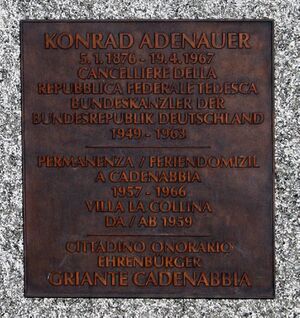 KONRAD ADENAUER
5.1.1876 - 19.4.1967
CANCELLIERE DELLA
REPUBBLICA FEDERALE TEDESCA
BUNDESKANZLER DER
BUNDESREPUBLIK DEUTSCHLAND
1949 - 1963
PERMANENZA / FERIENDOMIZIL
A CADENABBIA
1957 - 1966
VILLA LA COLLINA
DA / AB 1959
CITTADINO ONORARIO
EHRENBÜRGER
GRIANTE CADENABBIA